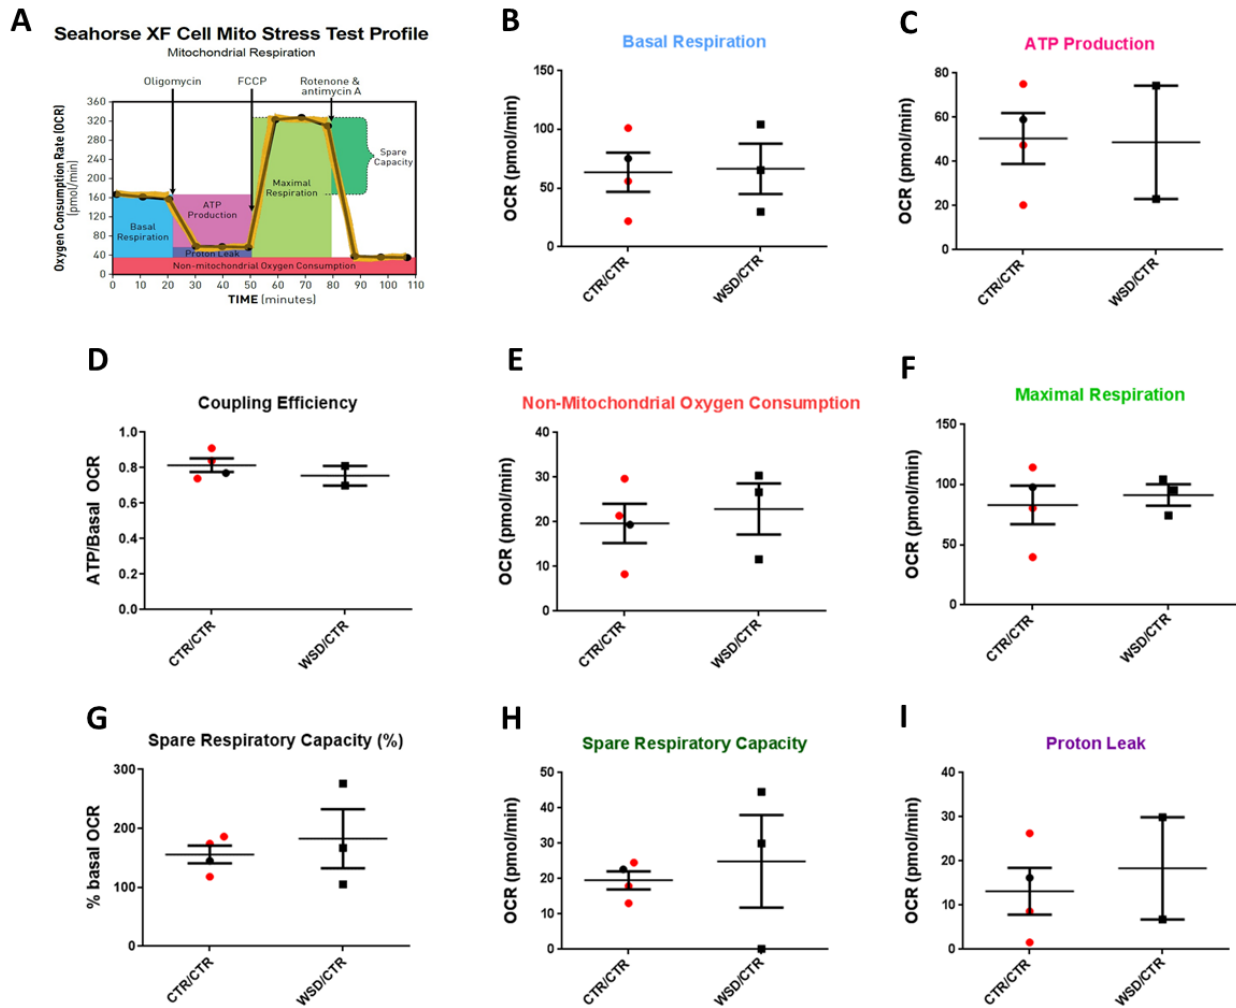 A
Seahorse XF Cell Mito Stress Test Profile
Mitochondrial Respiration
Oligomycin
FCCP
Rotenone &
antimycin A
Oxygen Consumption Rate (OCR)
(pmol/min)
360
320
280
240
200
160
120
80
40
0
Basal
Respiration
ATP
Production
Proton Leak
Maximal
Respiration
Spare
Capacity
Non-mitochondrial Oxygen Consumption
0 10 20 30 40 50 60 70 80 90 100 110
TIME (minutes)
B
Basal Respiration
OCR (pmol/min)
150
100
50
0
CTR/CTR
WSD/CTR
C
ATP Production
OCR (pmol/min)
80
60
40
20
0
CTR/CTR
WSD/CTR
D
Coupling Efficiency
ATP/Basal OCR
1.0
0.8
0.6
0.4
0.2
0.0
CTR/CTR
WSD/CTR
E
Non-Mitochondrial Oxygen Consumption
OCR (pmol/min)
40
30
20
10
0
CTR/CTR
WSD/CTR
F
Maximal Respiration
OCR (pmol/min)
150
100
50
0
CTR/CTR
WSD/CTR
G
Spare Respiratory Capacity (%)
% basal OCR
300
200
100
0
CTR/CTR
WSD/CTR
H
Spare Respiratory Capacity
OCR (pmol/min)
50
40
30
20
10
0
CTR/CTR
WSD/CTR
I
Proton Leak
OCR (pmol/min)
40
30
20
10
0
CTR/CTR
WSD/CTR